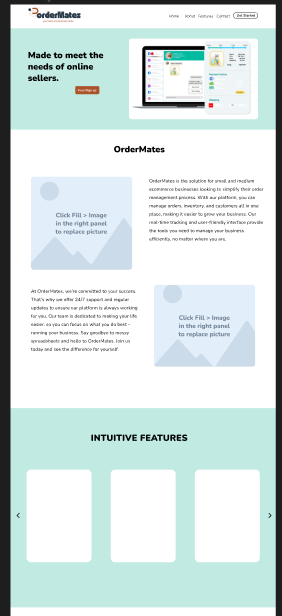 OrderMates
Home About Features Contact Get Started
Made to meet the
needs of online
sellers.
Free Sign up
OrderMates
OrderMates is the solution for small and medium
ecommerce businesses looking to simplify their order
management process. With our platform, you can
manage orders, inventory, and customers all in one
place, making it easier to grow your business. Our
real-time tracking and user-friendly interface provide
the tools you need to manage your business
efficiently, no matter where you are.
Click Fill > Image
in the right panel
to replace picture
At OrderMates, we're committed to your success.
That's why we offer 24/7 support and regular
updates to ensure our platform is always working
for you. Our team is dedicated to making your life
easier, so you can focus on what you do best –
running your business. Say goodbye to messy
spreadsheets and hello to OrderMates. Join us
today and see the difference for yourself.
Click Fill > Image
in the right panel
to replace picture
INTUITIVE FEATURES